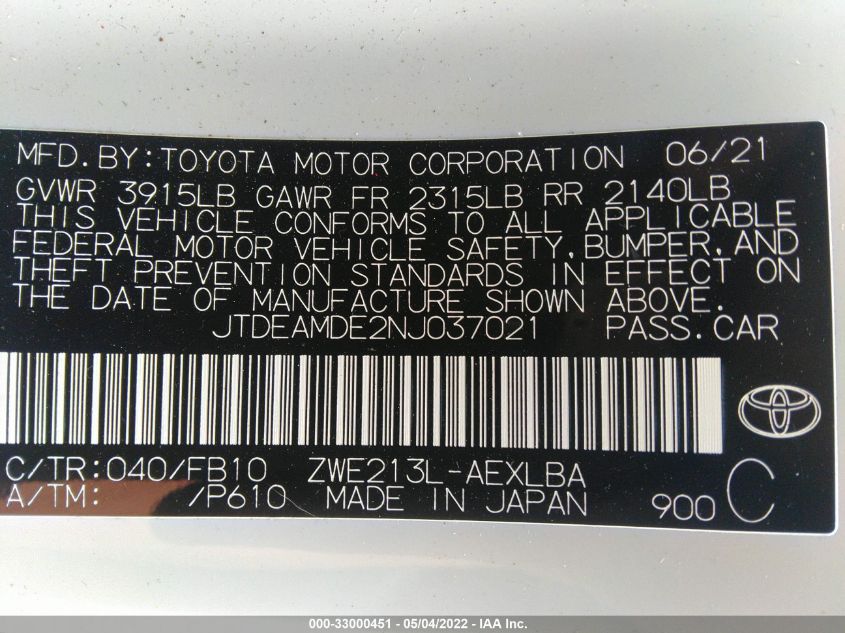 MFD.BY:TOYOTA MOTOR CORPORATION 06/21
GVWR 3915LB GAWR FR 2315LB RR 2140LB
THIS VEHICLE CONFORMS TO ALL APPLICABLE
FEDERAL MOTOR VEHICLE SAFETY,BUMPER,AND
THEFT PREVENTION STANDARDS IN EFFECT ON
THE DATE OF MANUFACTURE SHOWN ABOVE.
JTDEAMDE2NJ037021 PASS.CAR
C/TR:040/FB10 ZWE213L-AEXLBA
A/TM: /P610 MADE IN JAPAN 900 C
000-33000451 - 05/04/2022 - IAA Inc.